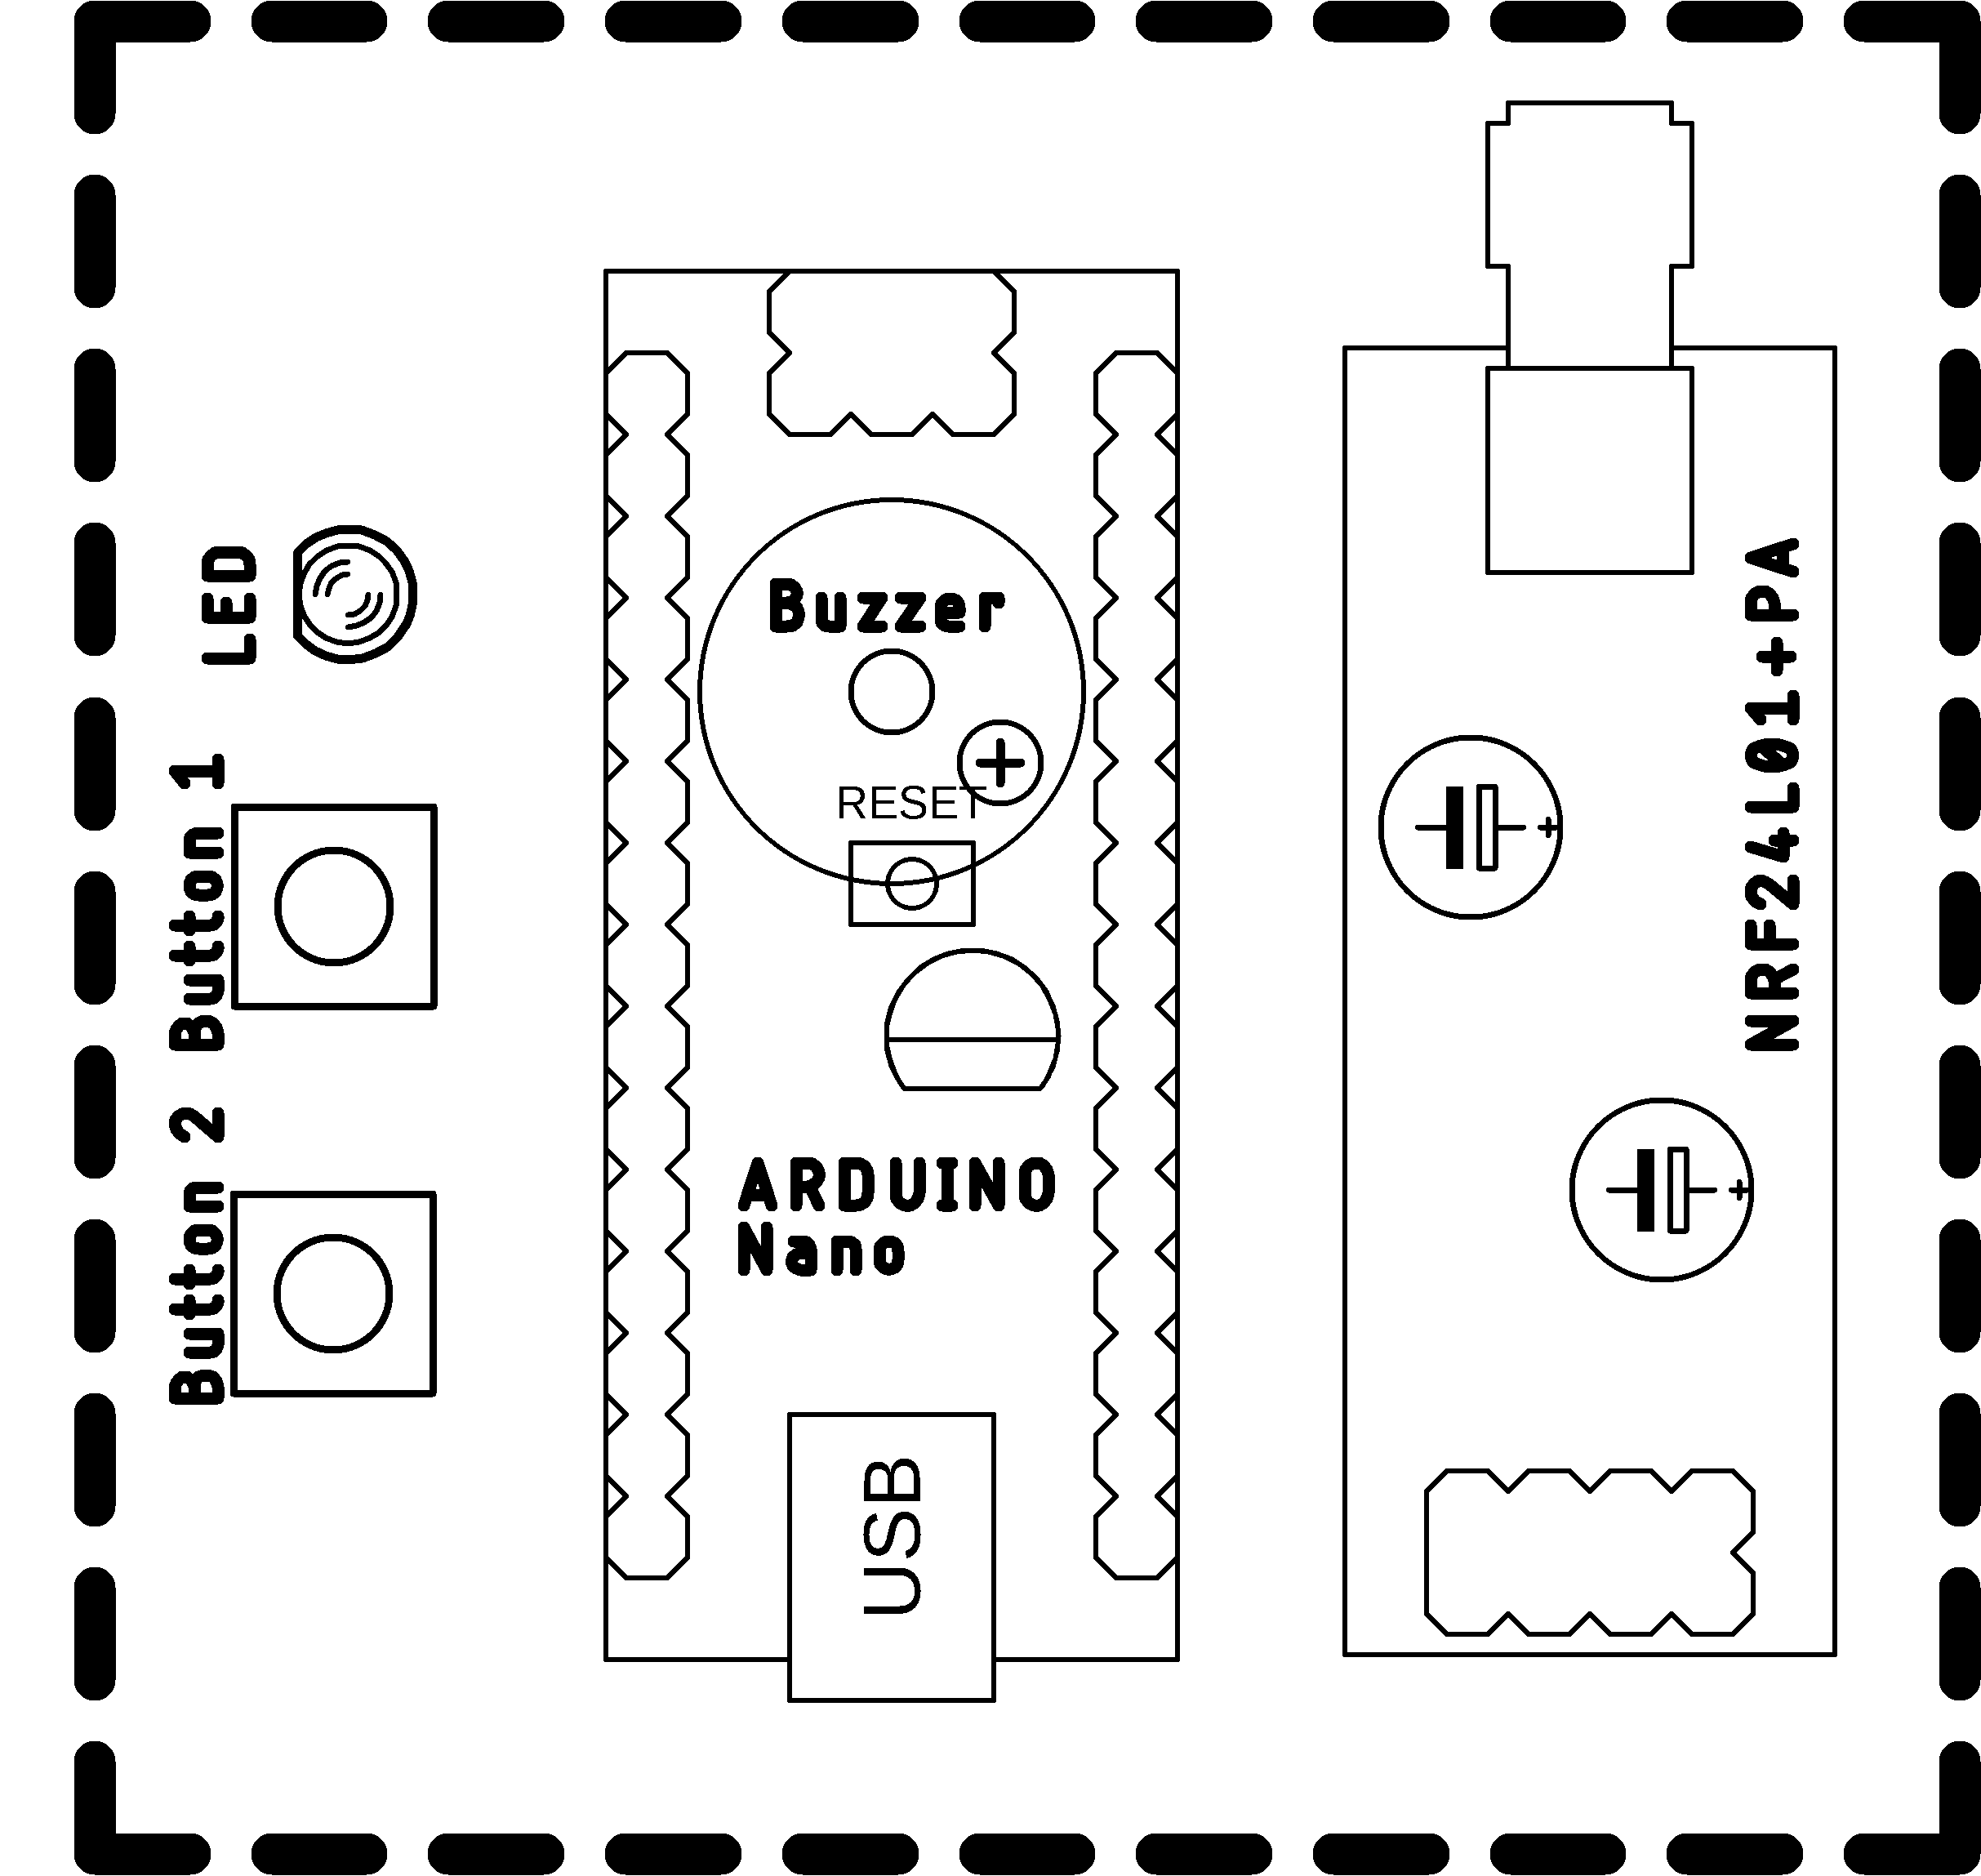 LED
Button 1
Button 2
Buzzer
+
RESET
ARDUINO
Nano
USB
NRF24L01+PA
+
+